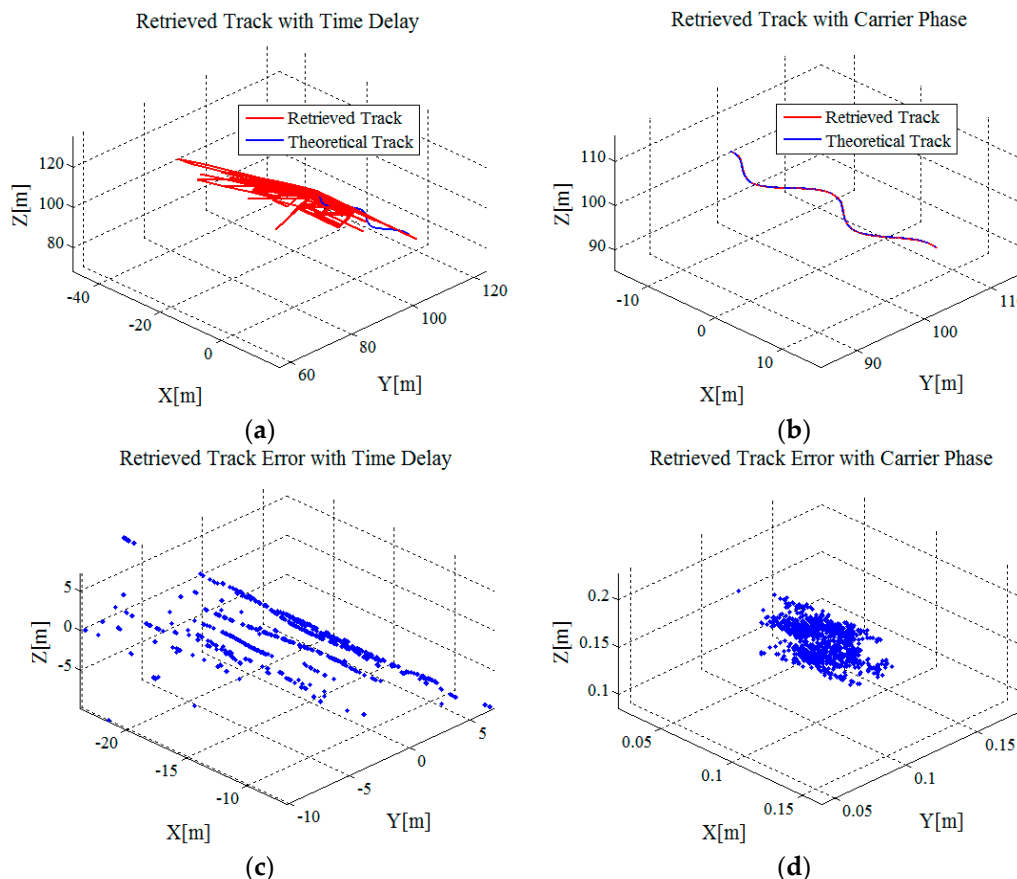 Retrieved Track with Time Delay
Retrieved Track
Theoretical Track
120
100
80
Z[m]
-40
-20
0
X[m]
60
80
100
120
Y[m]
(a)
Retrieved Track with Carrier Phase
Retrieved Track
Theoretical Track
110
100
90
Z[m]
-10
0
10
X[m]
90
100
110
Y[m]
(b)
Retrieved Track Error with Time Delay
5
0
-5
Z[m]
-20
-15
-10
X[m]
-10
-5
0
5
Y[m]
(c)
Retrieved Track Error with Carrier Phase
0.2
0.15
0.1
Z[m]
0.05
0.1
0.15
X[m]
0.05
0.1
0.15
Y[m]
(d)